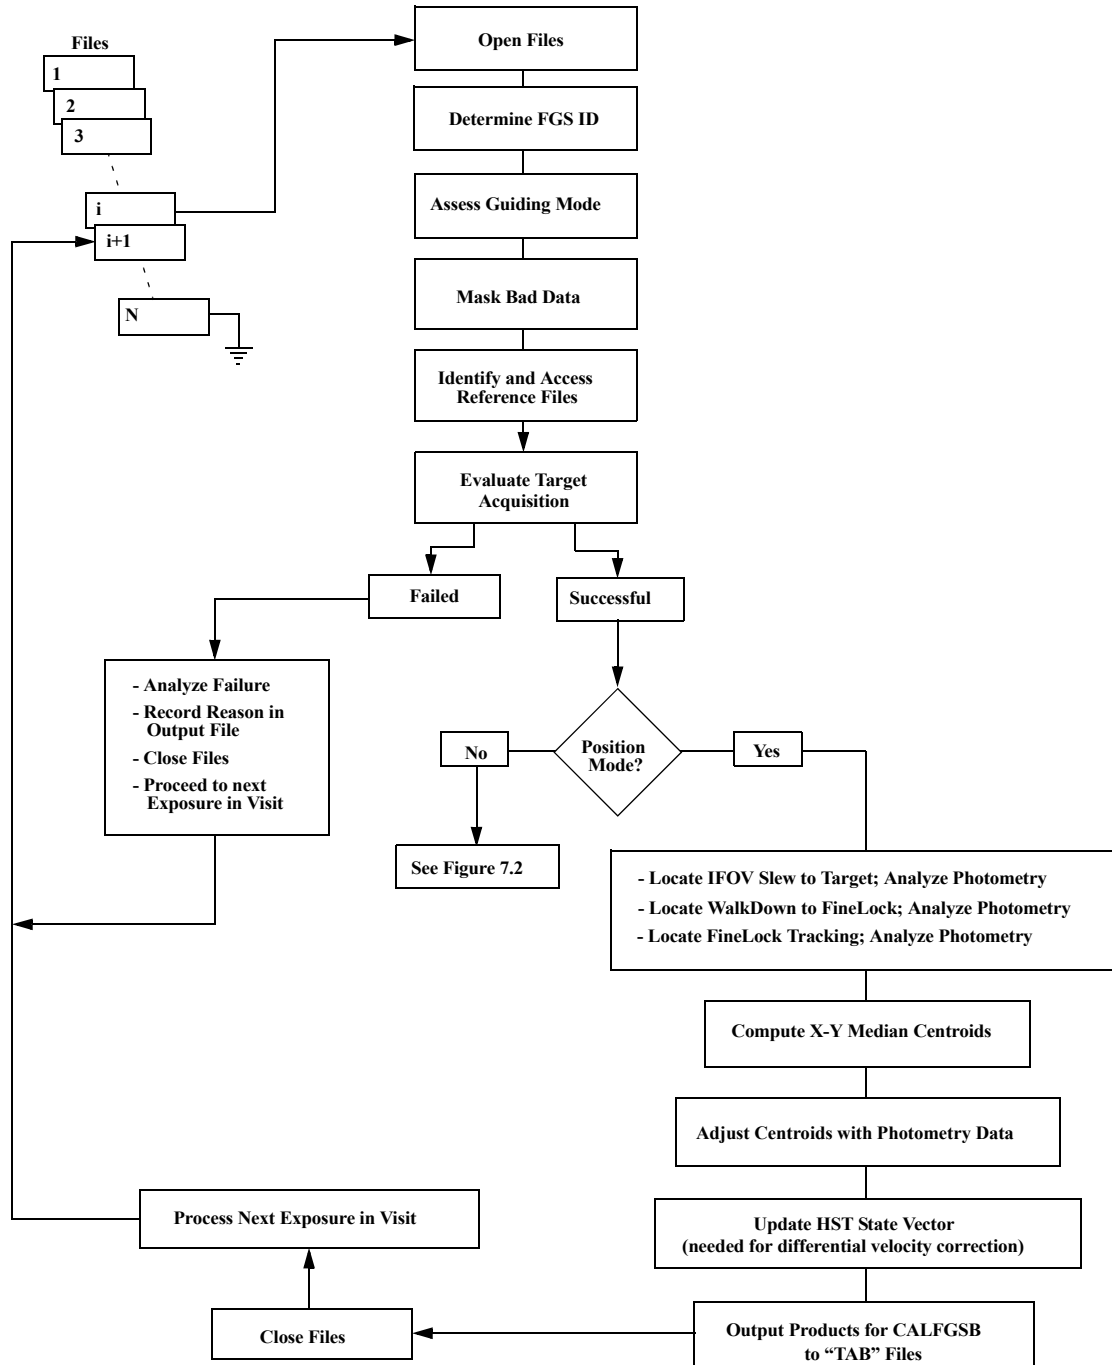 Files
1
2
3
i
i+1
N
Open Files
Determine FGS ID
Assess Guiding Mode
Mask Bad Data
Identify and Access
Reference Files
Evaluate Target
Acquisition
Failed
Successful
- Analyze Failure
- Record Reason in
Output File
- Close Files
- Proceed to next
Exposure in Visit
No
Position
Mode?
Yes
See Figure 7.2
- Locate IFOV Slew to Target; Analyze Photometry
- Locate WalkDown to FineLock; Analyze Photometry
- Locate FineLock Tracking; Analyze Photometry
Compute X-Y Median Centroids
Adjust Centroids with Photometry Data
Update HST State Vector
(needed for differential velocity correction)
Output Products for CALFGSB
to “TAB” Files
Close Files
Process Next Exposure in Visit